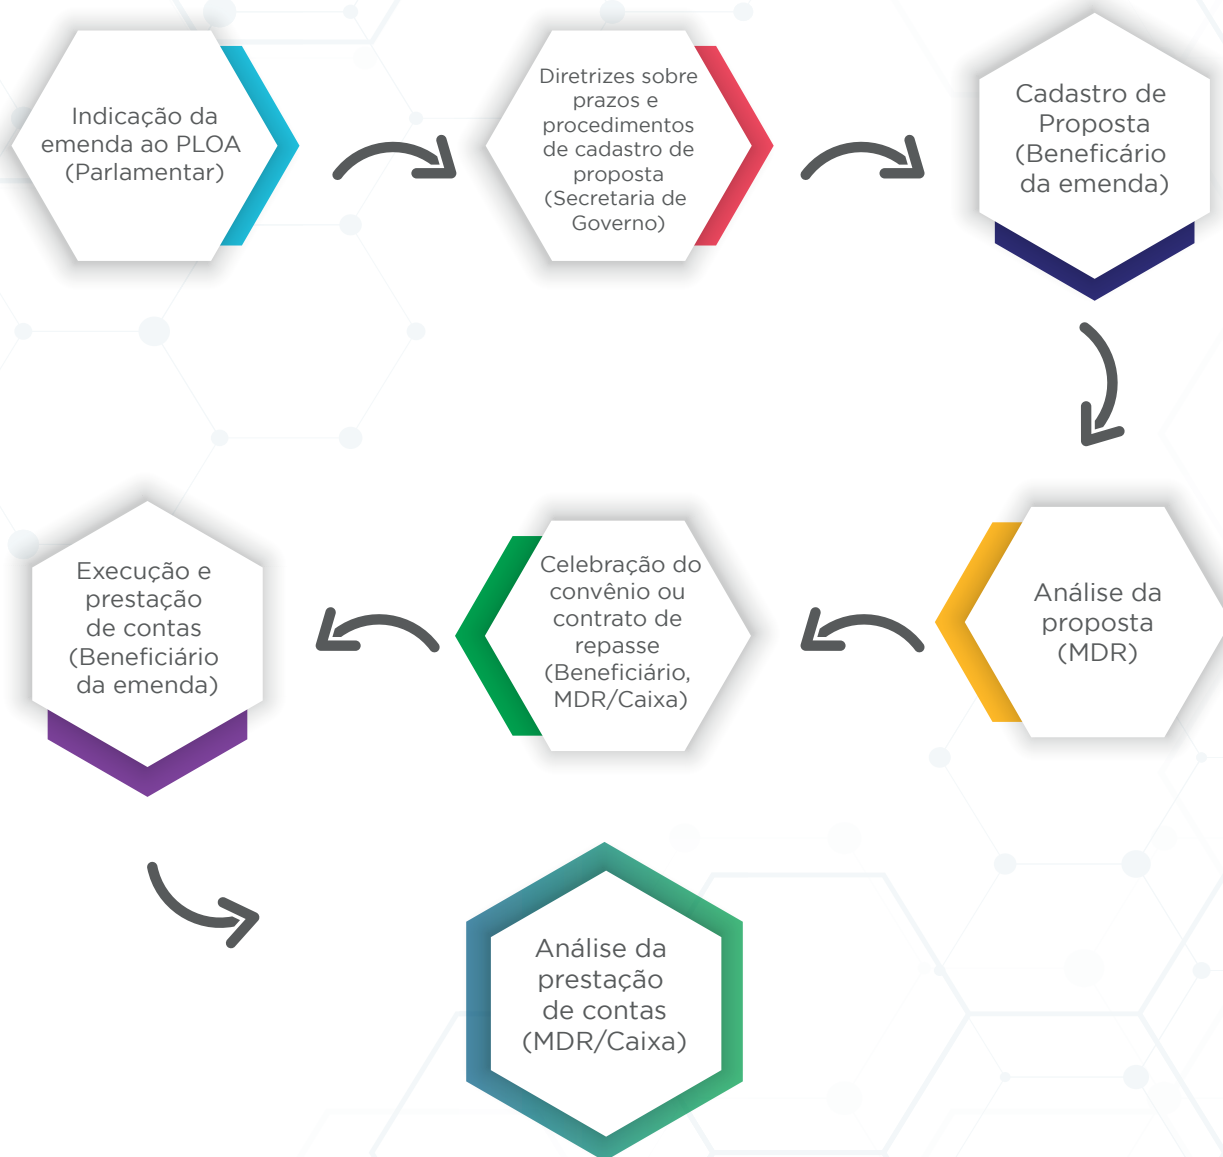 Indicação da
emenda ao PLOA
(Parlamentar)
Diretrizes sobre
prazos e
procedimentos
de cadastro de
proposta
(Secretaria de
Governo)
Cadastro de
Proposta
(Beneficário
da emenda)
Análise da
proposta
(MDR)
Celebração do
convênio ou
contrato de
repasse
(Beneficiário,
MDR/Caixa)
Execução e
prestação
de contas
(Beneficiário
da emenda)
Análise da
prestação
de contas
(MDR/Caixa)